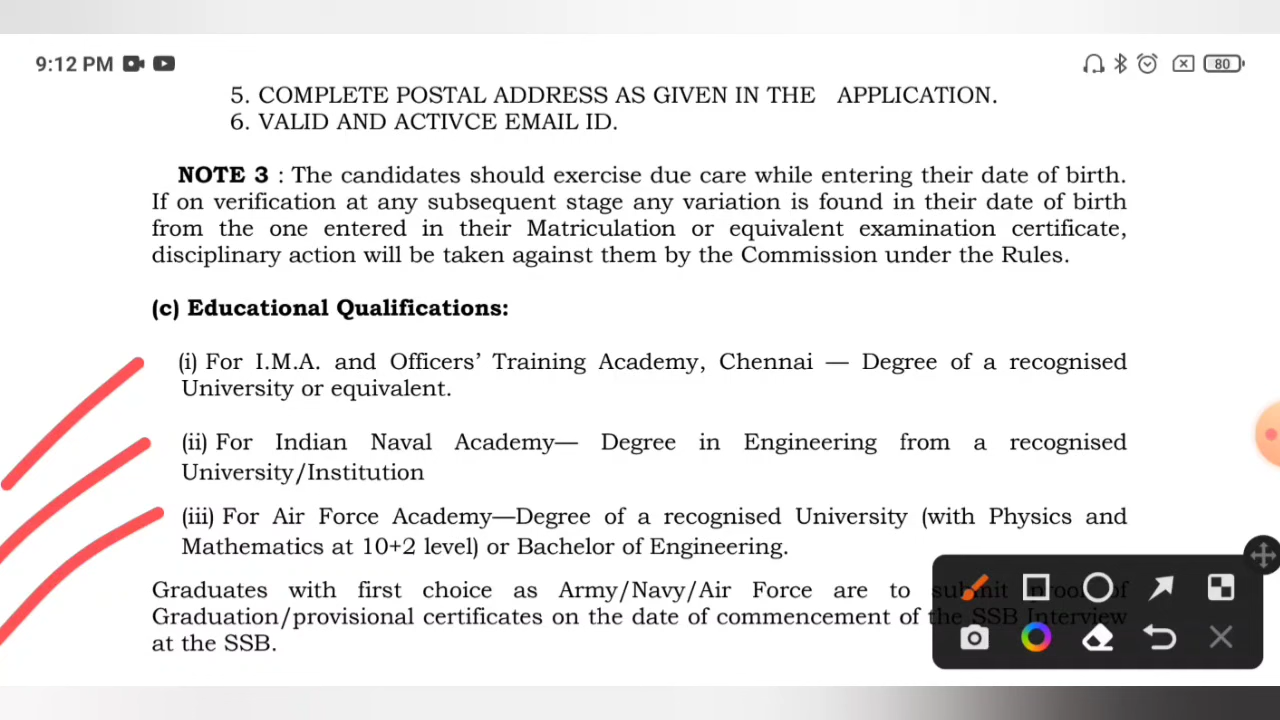 9:12 PM
80
5. COMPLETE POSTAL ADDRESS AS GIVEN IN THE APPLICATION.
6. VALID AND ACTIVCE EMAIL ID.
NOTE 3 : The candidates should exercise due care while entering their date of birth.
If on verification at any subsequent stage any variation is found in their date of birth
from the one entered in their Matriculation or equivalent examination certificate,
disciplinary action will be taken against them by the Commission under the Rules.
(c) Educational Qualifications:
(i) For I.M.A. and Officers’ Training Academy, Chennai — Degree of a recognised
University or equivalent.
(ii) For Indian Naval Academy— Degree in Engineering from a recognised
University/Institution
(iii) For Air Force Academy—Degree of a recognised University (with Physics and
Mathematics at 10+2 level) or Bachelor of Engineering.
Graduates with first choice as Army/Navy/Air Force are to submit proof of
Graduation/provisional certificates on the date of commencement of the SSB Interview
at the SSB.